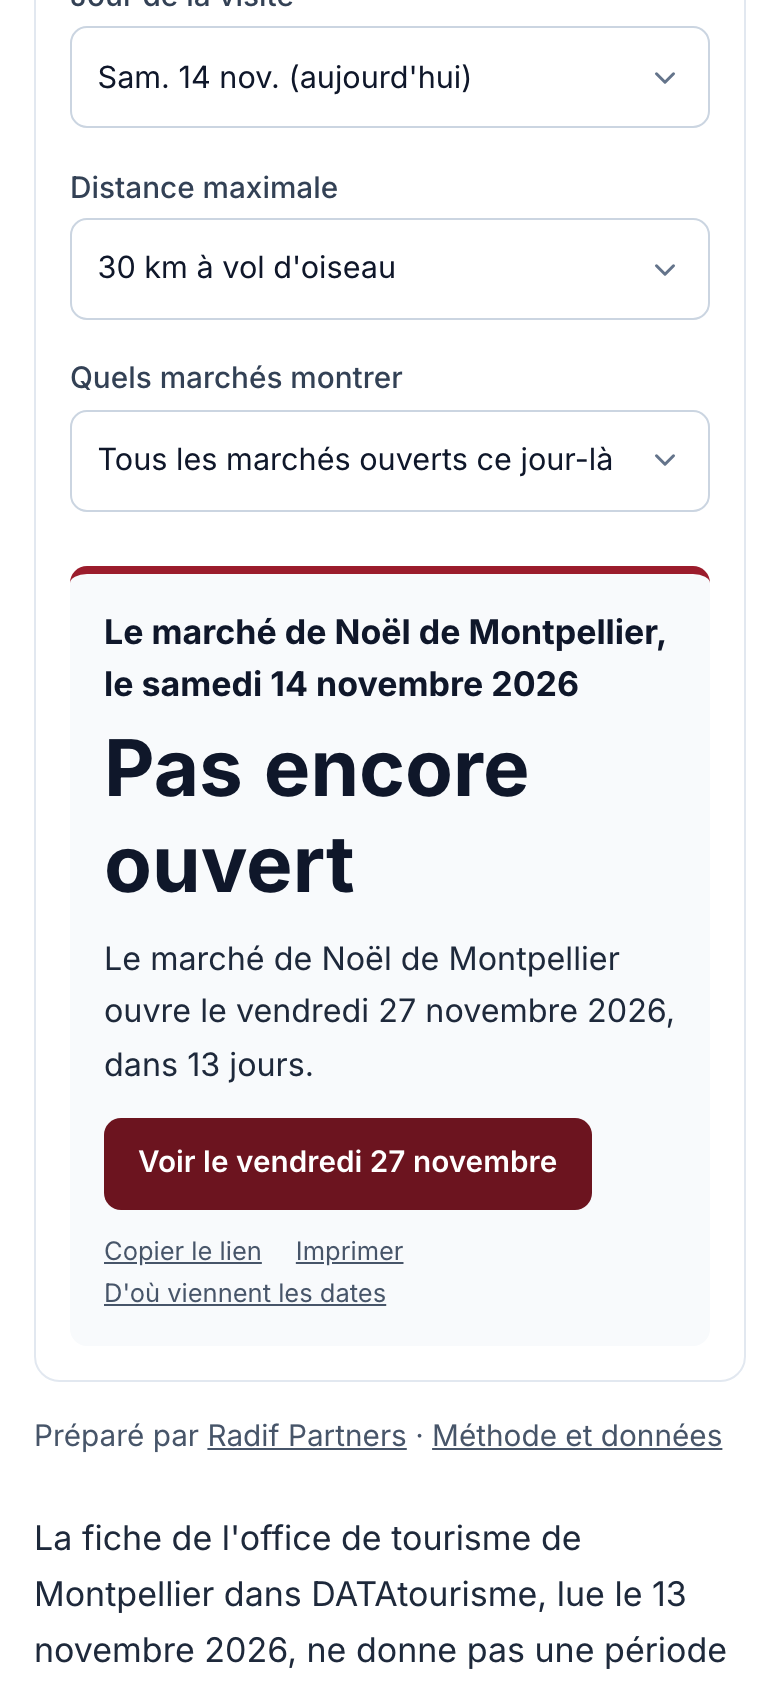 Jour de la visite
Sam. 14 nov. (aujourd'hui)
Distance maximale
30 km à vol d'oiseau
Quels marchés montrer
Tous les marchés ouverts ce jour-là
Le marché de Noël de Montpellier,
le samedi 14 novembre 2026
Pas encore
ouvert
Le marché de Noël de Montpellier
ouvre le vendredi 27 novembre 2026,
dans 13 jours.
Voir le vendredi 27 novembre
Copier le lien Imprimer
D'où viennent les dates
Préparé par Radif Partners · Méthode et données
La fiche de l'office de tourisme de
Montpellier dans DATAtourisme, lue le 13
novembre 2026, ne donne pas une période